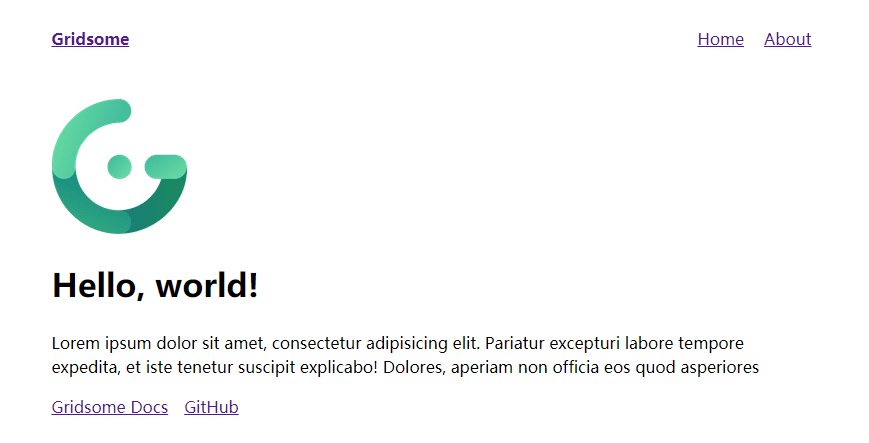 Gridsome Home About
Hello, world!
Lorem ipsum dolor sit amet, consectetur adipisicing elit. Pariatur excepturi labore tempore
expedita, et iste tenetur suscipit explicabo! Dolores, aperiam non officia eos quod asperiores
Gridsome Docs GitHub